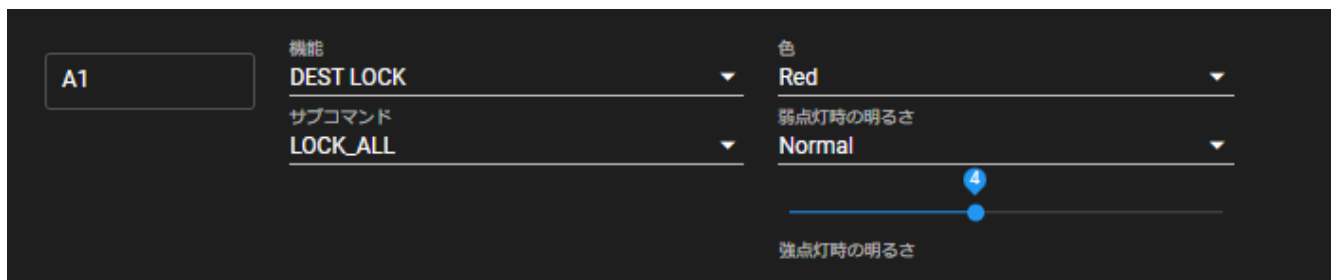 A1
機能
DEST LOCK
サブコマンド
LOCK_ALL
色
Red
弱点灯時の明るさ
Normal
4
強点灯時の明るさ